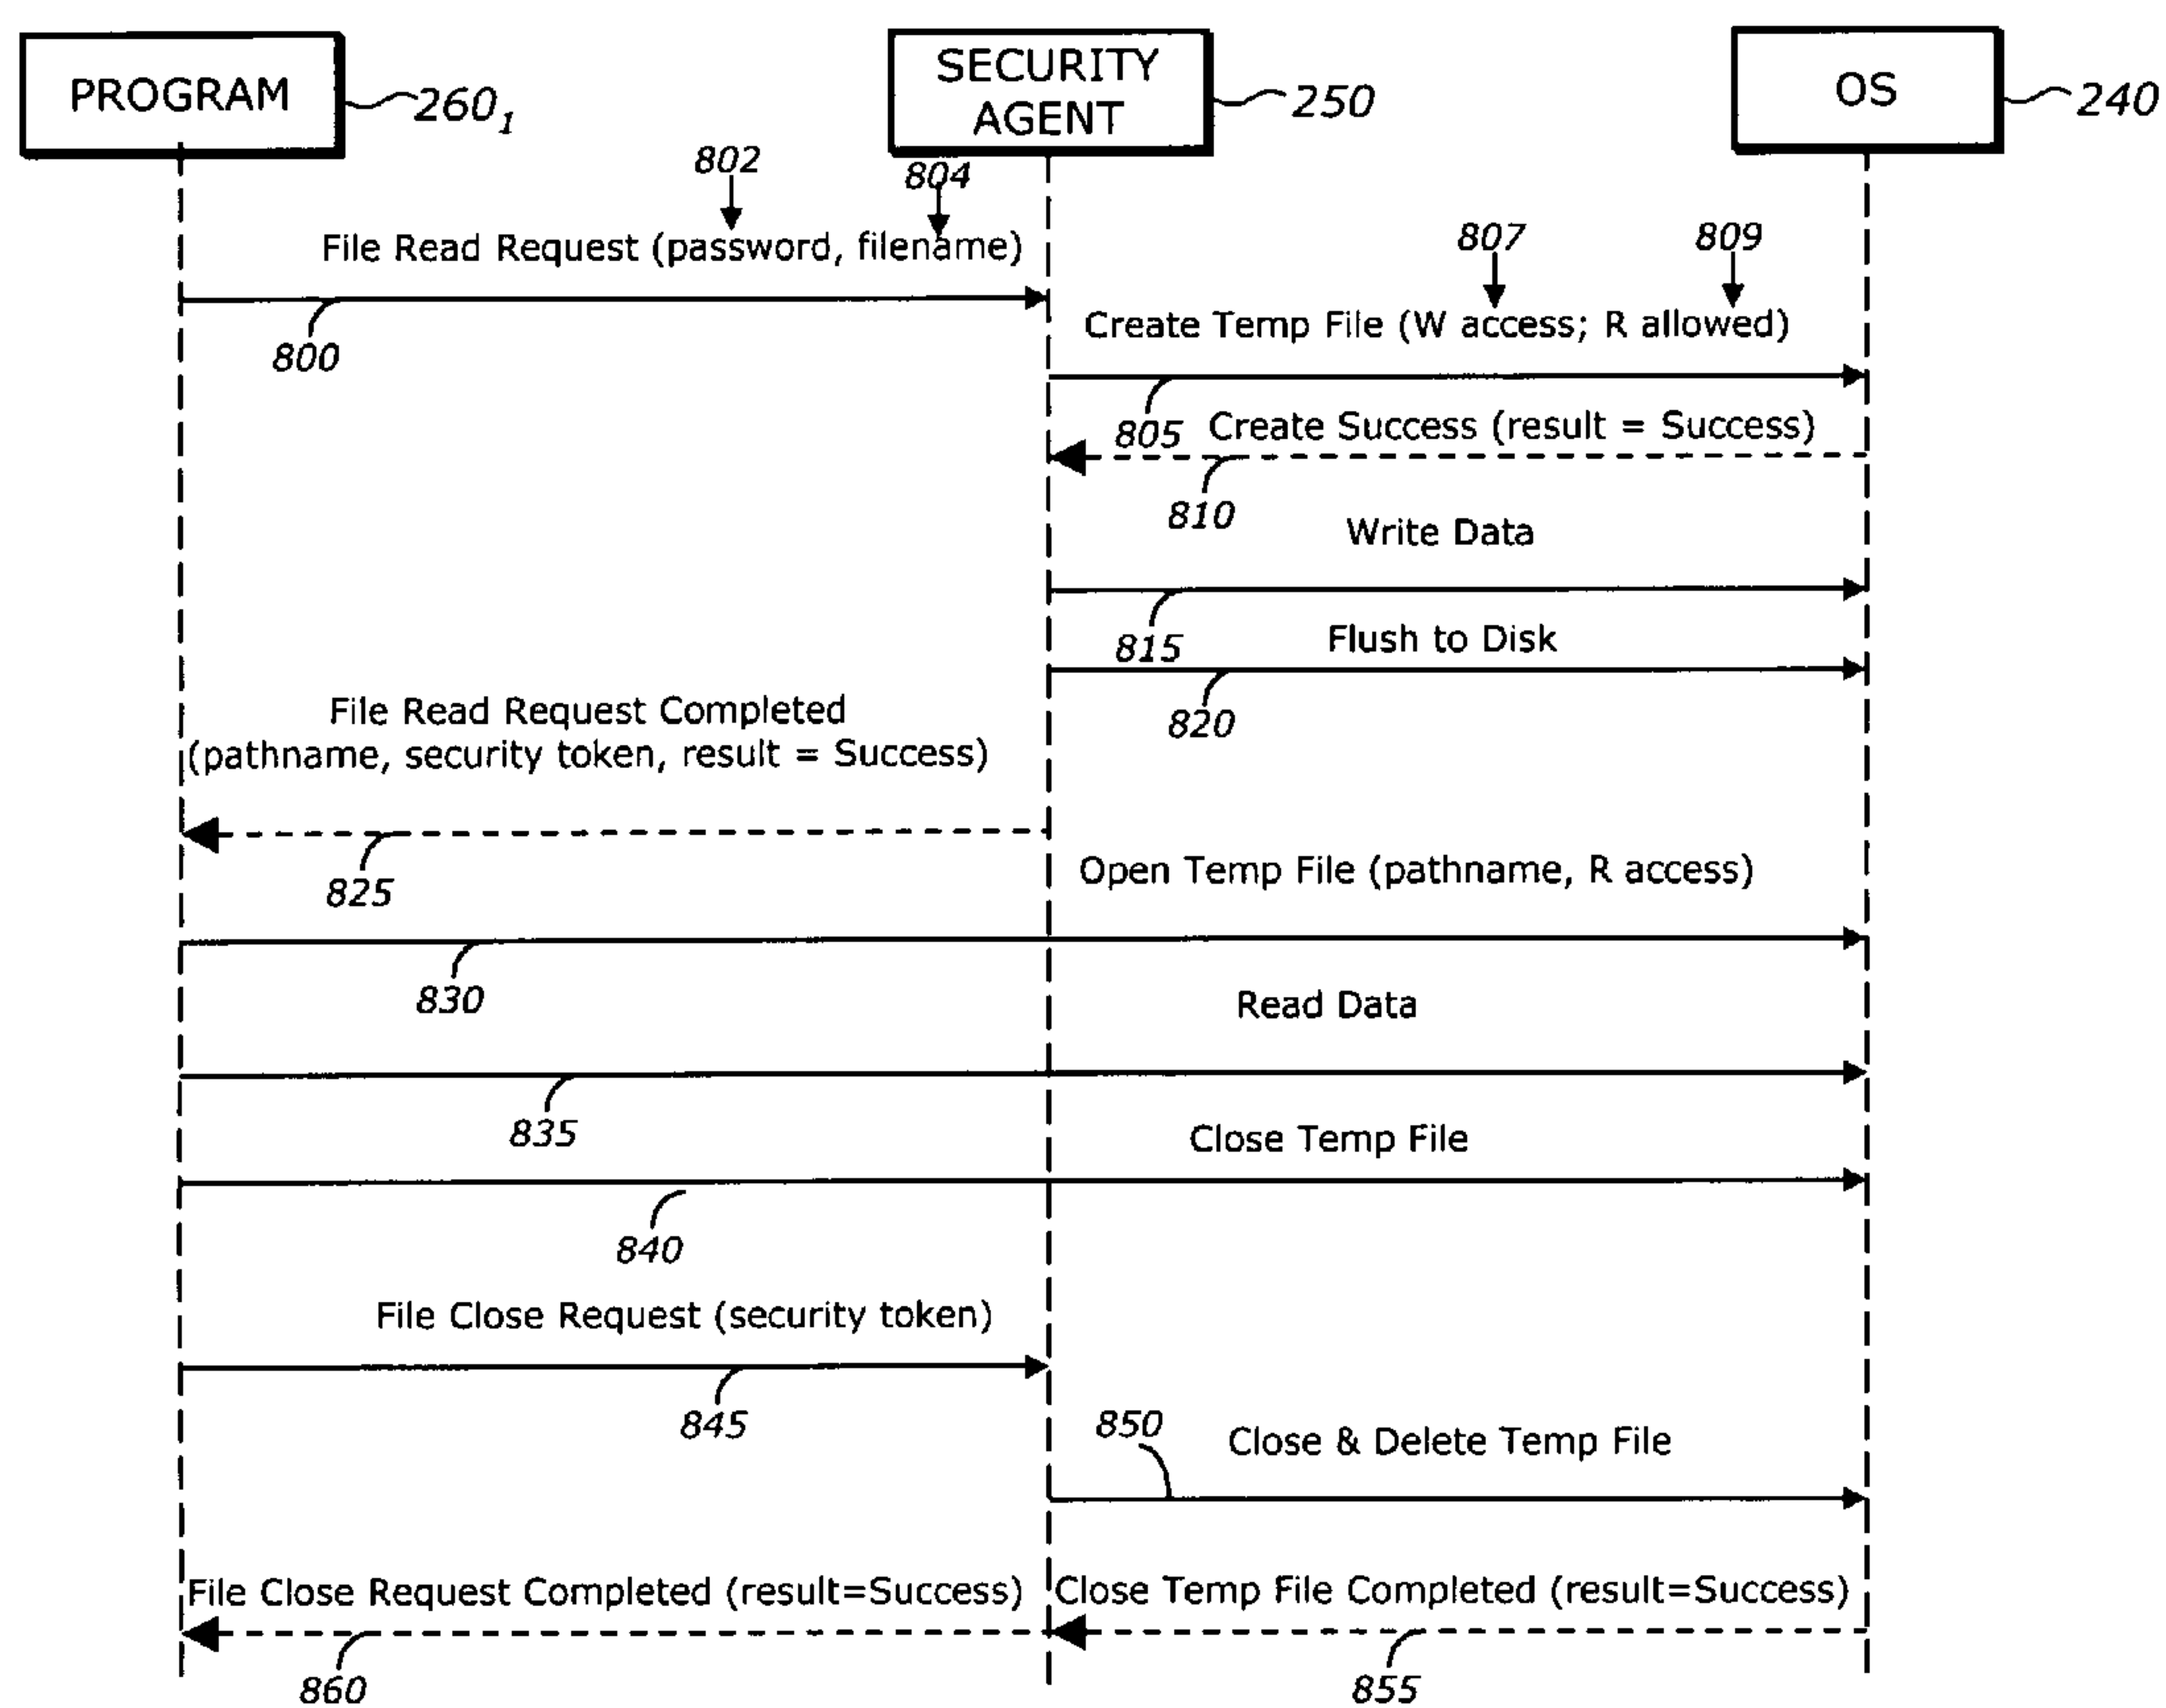 PROGRAM
260₁
SECURITY
AGENT
250
OS
240
802
804
File Read Request (password, filename)
800
807
809
Create Temp File (W access; R allowed)
805
Create Success (result = Success)
810
Write Data
815
Flush to Disk
820
File Read Request Completed
(pathname, security token, result = Success)
825
Open Temp File (pathname, R access)
830
Read Data
835
Close Temp File
840
File Close Request (security token)
845
850
Close & Delete Temp File
File Close Request Completed (result=Success)
Close Temp File Completed (result=Success)
860
855